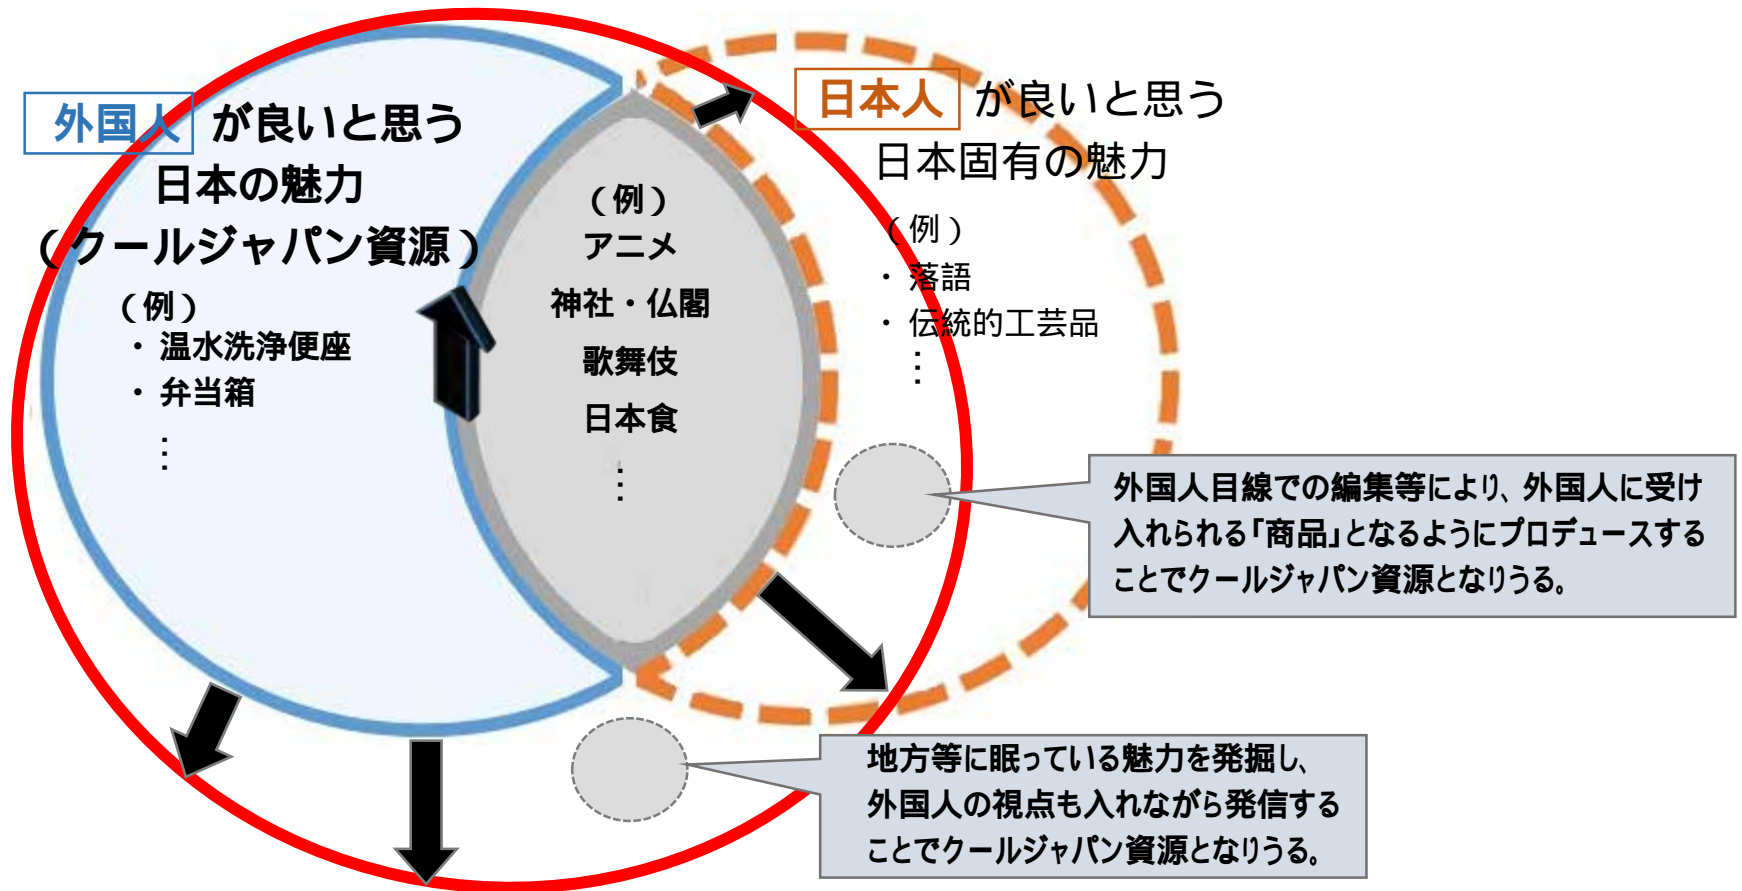 外国人 が良いと思う
日本の魅力
（クールジャパン資源）
（例）
・ 温水洗浄便座
・ 弁当箱
…
（例）
アニメ
神社・仏閣
歌舞伎
日本食
…
日本人 が良いと思う
日本固有の魅力
（例）
・ 落語
・ 伝統的工芸品
…
外国人目線での編集等により、外国人に受け
入れられる「商品」となるようにプロデュースする
ことでクールジャパン資源となりうる。
地方等に眠っている魅力を発掘し、
外国人の視点も入れながら発信する
ことでクールジャパン資源となりうる。